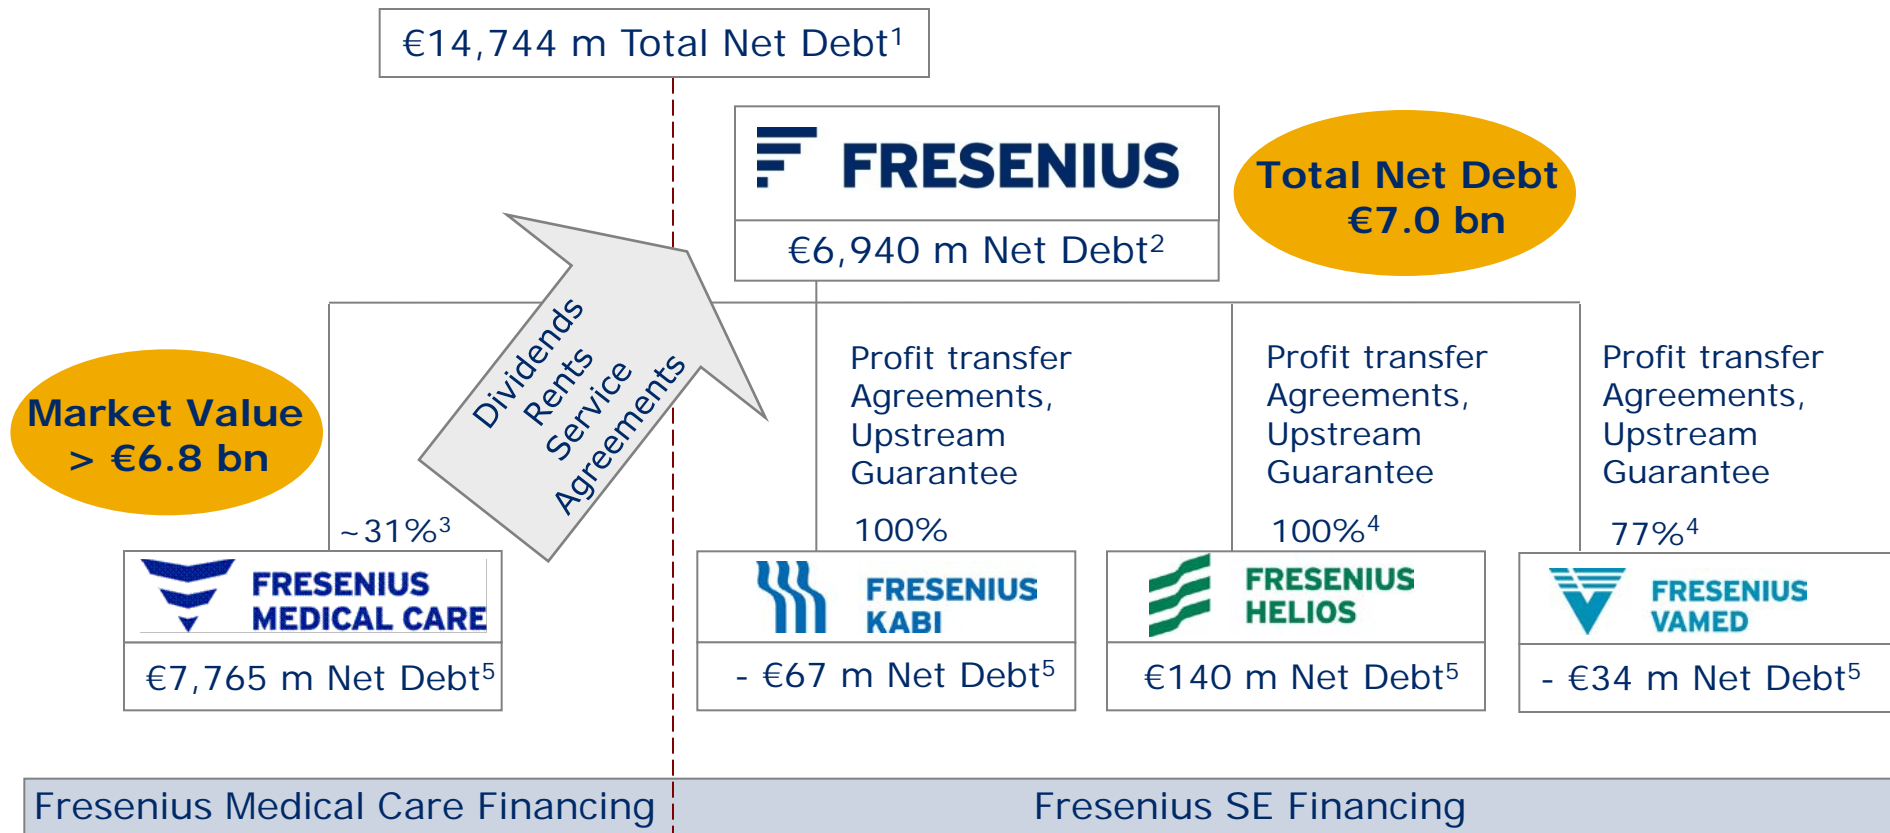 €14,744 m Total Net Debt¹
FRESENIUS
€6,940 m Net Debt²
Total Net Debt
€7.0 bn
Market Value
> €6.8 bn
Dividends
Rents
Service
Agreements
~31%³
Profit transfer
Agreements,
Upstream
Guarantee
100%
Profit transfer
Agreements,
Upstream
Guarantee
100%⁴
Profit transfer
Agreements,
Upstream
Guarantee
77%⁴
FRESENIUS
MEDICAL CARE
€7,765 m Net Debt⁵
FRESENIUS
KABI
- €67 m Net Debt⁵
FRESENIUS
HELIOS
€140 m Net Debt⁵
FRESENIUS
VAMED
- €34 m Net Debt⁵
Fresenius Medical Care Financing
Fresenius SE Financing